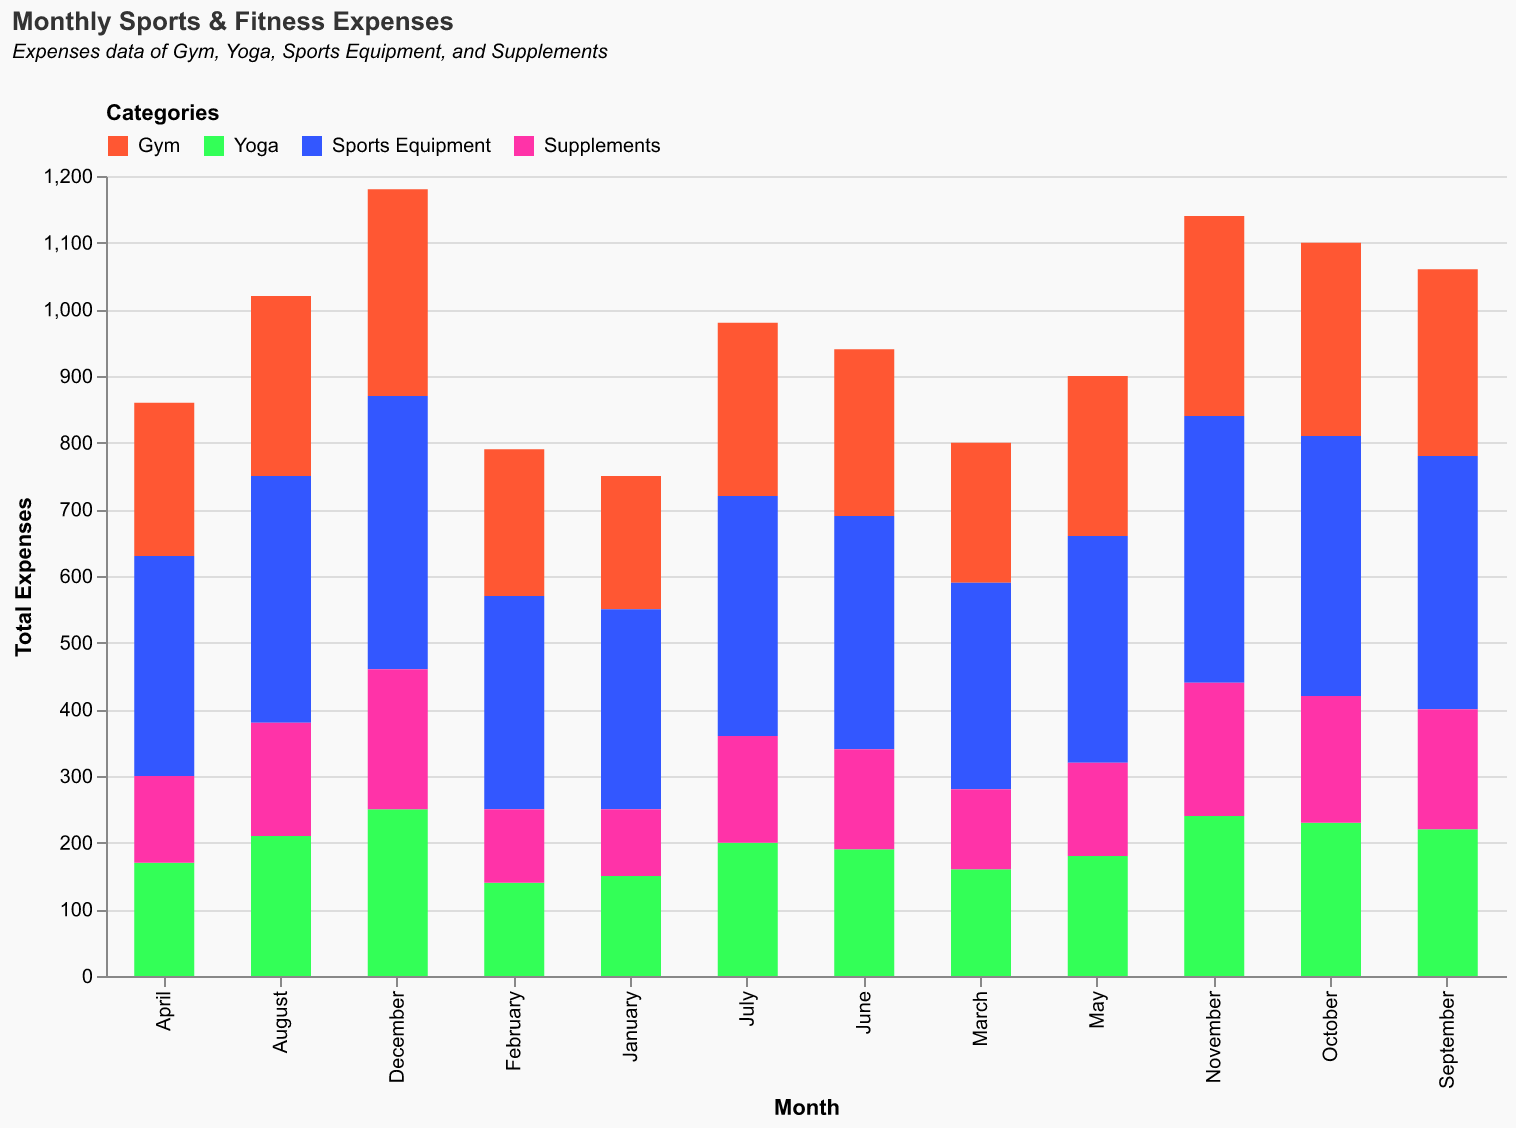 Monthly Sports & Fitness Expenses
Expenses data of Gym, Yoga, Sports Equipment, and Supplements
Categories
Gym Yoga Sports Equipment Supplements
1,200
1,100
1,000
900
800
700
600
500
400
300
200
100
0
Total Expenses
April August December February January July June March May November October September
Month